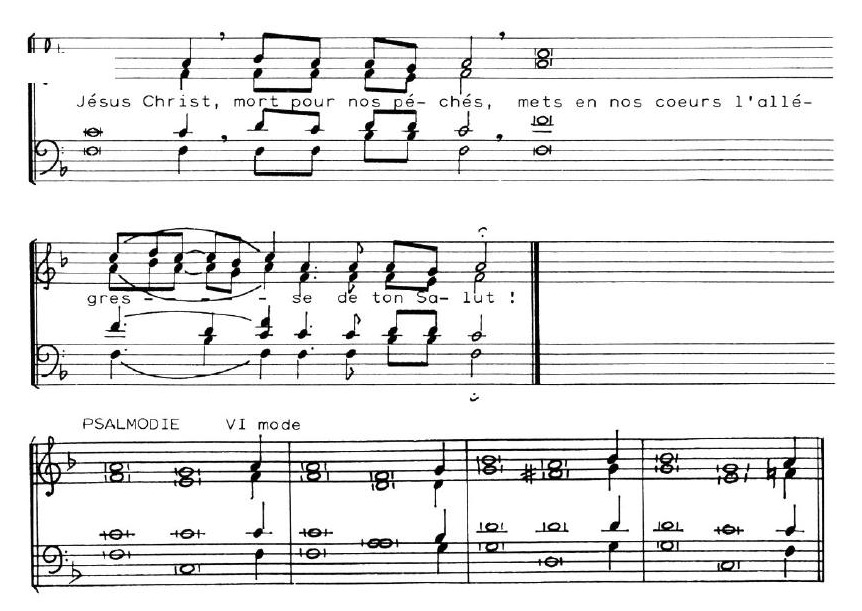 Jésus Christ, mort pour nos pé- chés, mets en nos coeurs l'allé-
gres - - - - - se de ton Sa- lut !
PSALMODIE VI mode